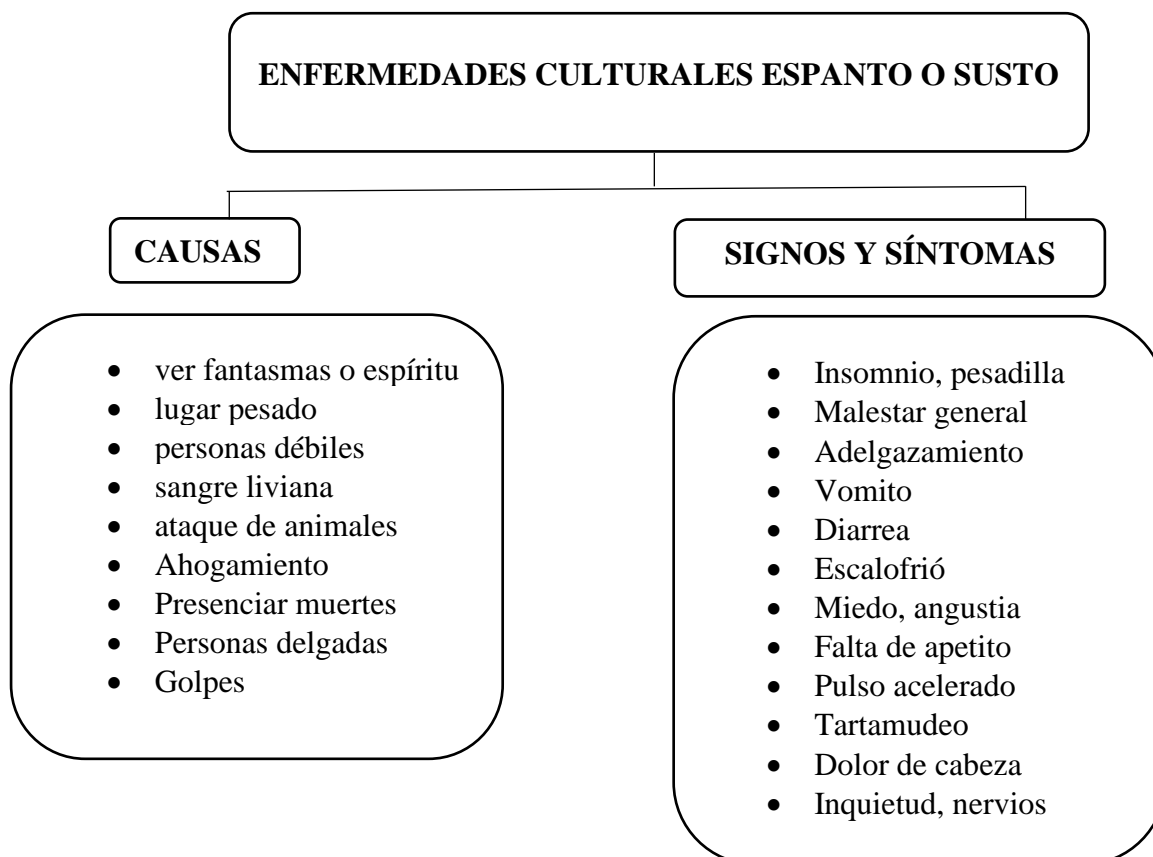 ENFERMEDADES CULTURALES ESPANTO O SUSTO
CAUSAS
• ver fantasmas o espíritu
• lugar pesado
• personas débiles
• sangre liviana
• ataque de animales
• Ahogamiento
• Presenciar muertes
• Personas delgadas
• Golpes
SIGNOS Y SÍNTOMAS
• Insomnio, pesadilla
• Malestar general
• Adelgazamiento
• Vomito
• Diarrea
• Escalofrió
• Miedo, angustia
• Falta de apetito
• Pulso acelerado
• Tartamudeo
• Dolor de cabeza
• Inquietud, nervios